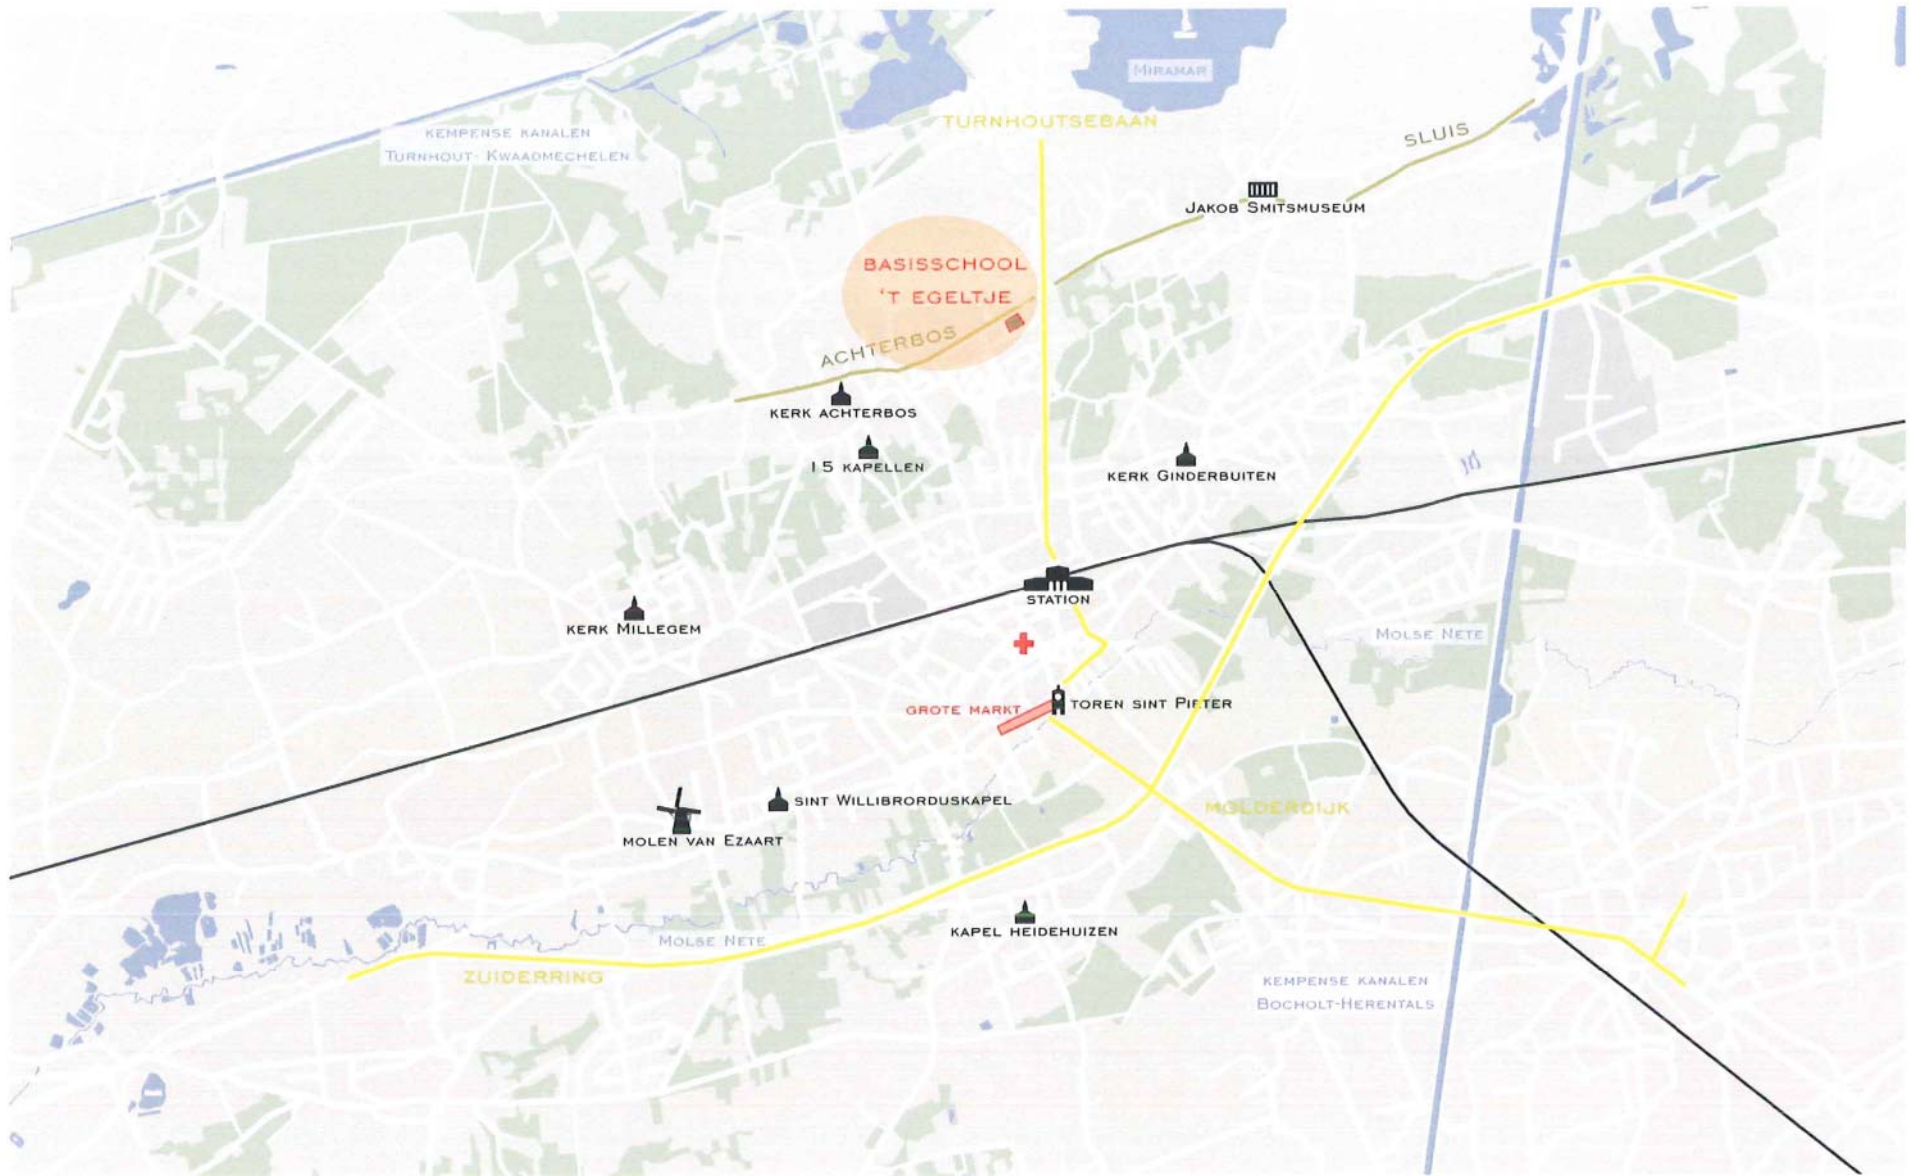 MIRAMAR
TURNHOUTSEBAAN
KEMPENSE KANALEN
TURNHOUT- KWAADMECHELEN
SLUIS
JAKOB SMITSMUSEUM
BASISSCHOOL
'T EGELTJE
ACHTERBOS
KERK ACHTERBOS
15 KAPELLEN
KERK GINDERBUITEN
STATION
KERK MILLEGEM
MOLSE NETE
GROTE MARKT
TOREN SINT PIETER
SINT WILLIBRORDUSKAPEL
MOLDERDIJK
MOLEN VAN EZAART
KAPEL HEIDEHUIZEN
MOLSE NETE
ZUIDERRING
KEMPENSE KANALEN
BOCHOLT-HERENTALS